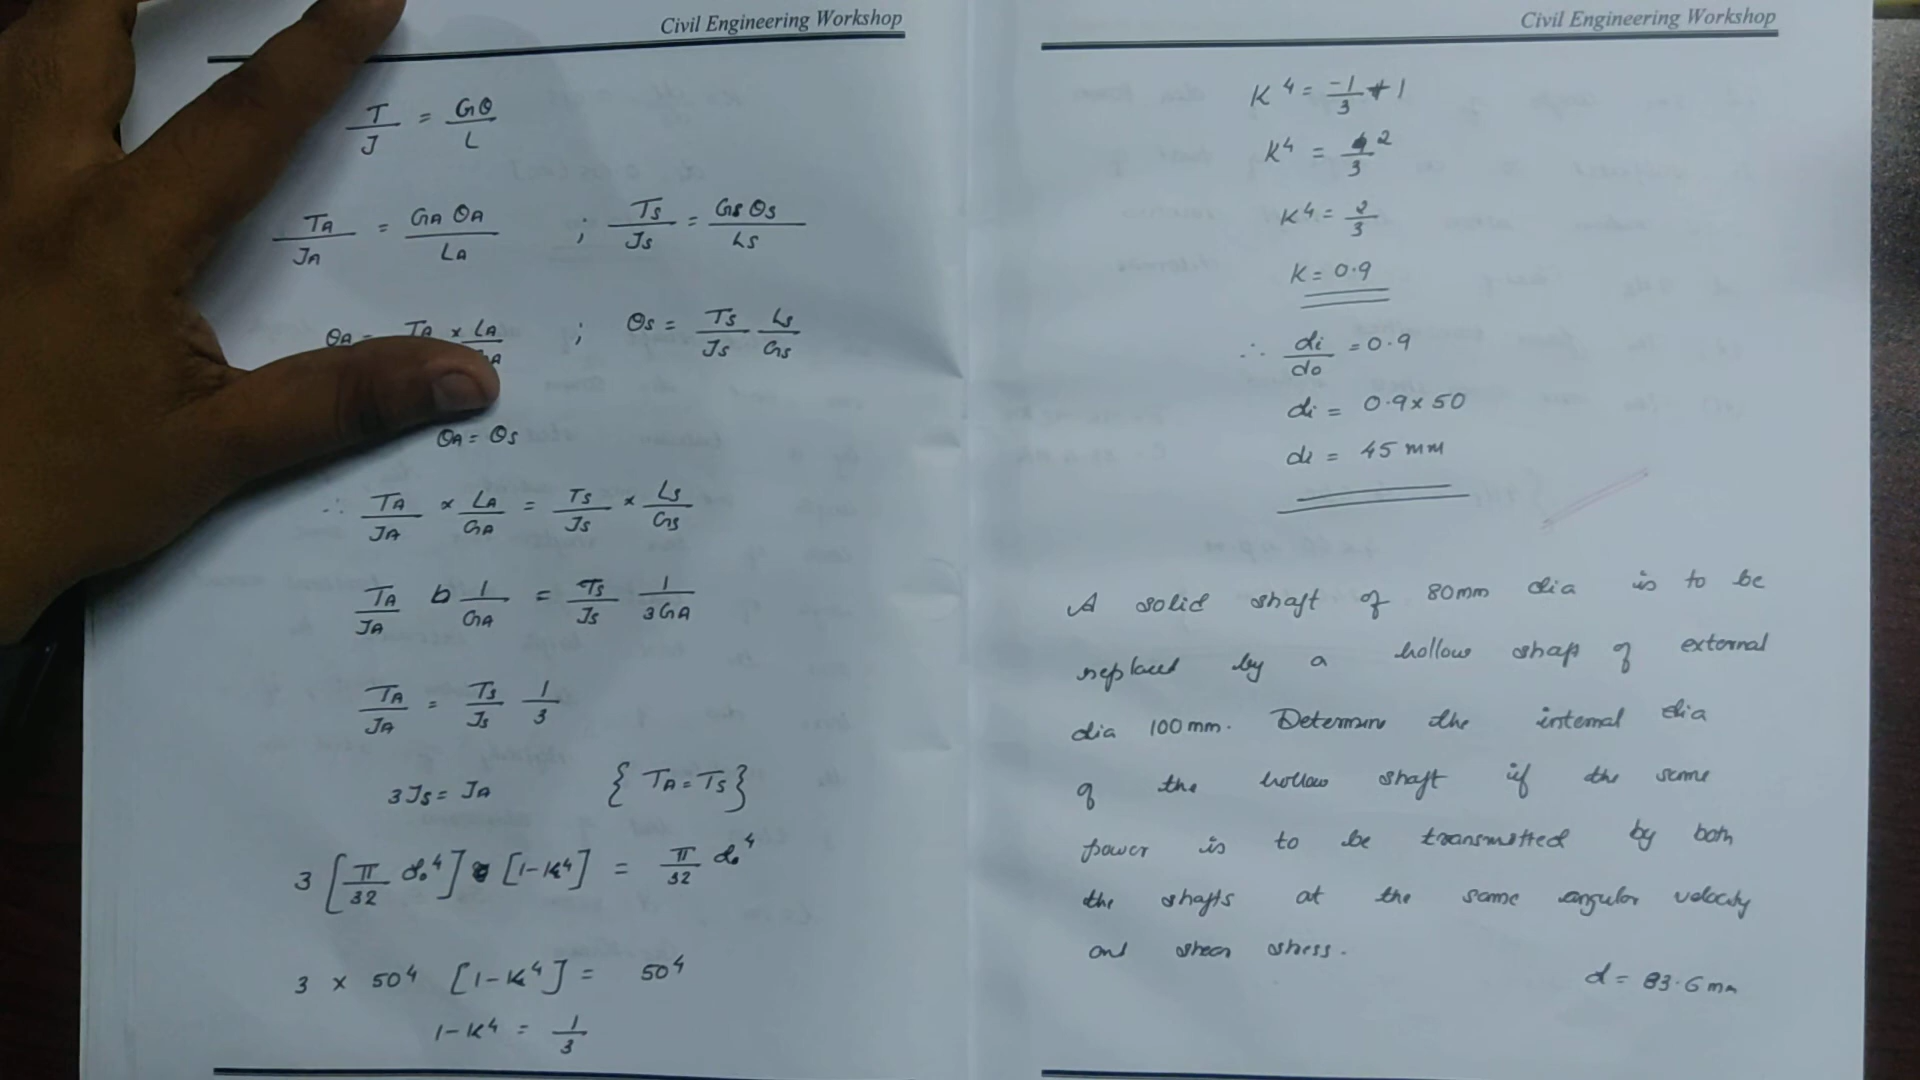 Civil Engineering Workshop
T/J = Gθ/L
TA/JA = GA θA/LA ; Ts/Js = Gs θs/Ls
θA = TA × LA ; θs = Ts/Js Ls/Gs
θA = θs
∴ TA/JA × LA/GA = Ts/Js × Ls/Gs
TA/JA 1/GA = Ts/Js 1/3GA
TA/JA = Ts/Js 1/3
3Js = JA { TA = Ts }
3 [π/32 do⁴] [1-K⁴] = π/32 do⁴
3 × 50⁴ [1-K⁴] = 50⁴
1-K⁴ = 1/3
Civil Engineering Workshop
K⁴ = -1/3 + 1
K⁴ = 2/3
K⁴ = 2/3
K = 0.9
∴ di/do = 0.9
di = 0.9 × 50
di = 45 mm
A solid shaft of 80mm dia is to be
replaced by a hollow shaft of external
dia 100mm. Determine the internal dia
of the hollow shaft if the same
power is to be transmitted by both
the shafts at the same angular velocity
and shear stress.
d = 83.6 mm